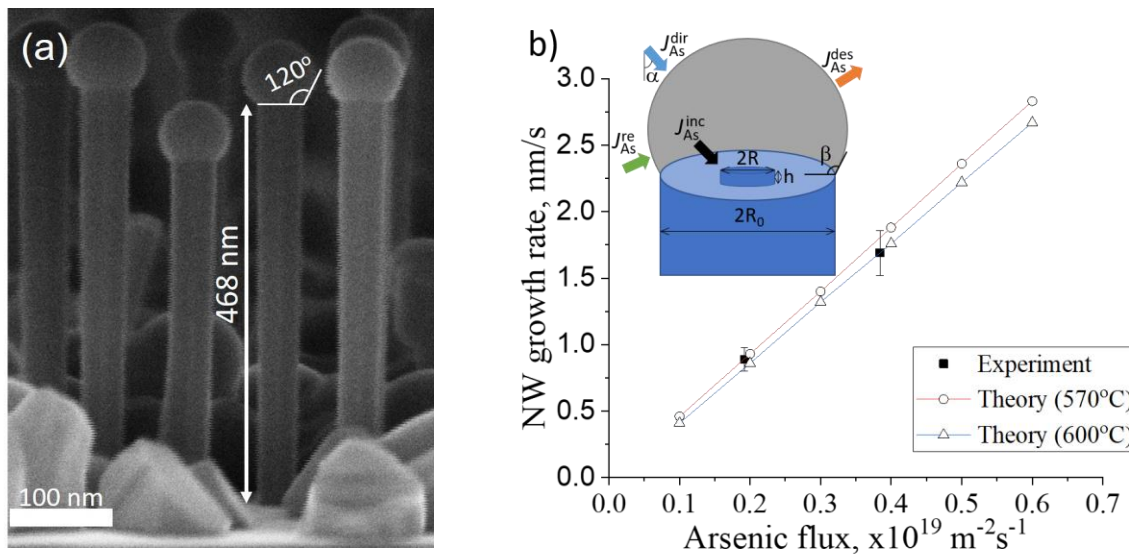 (a)
120°
468 nm
100 nm
b)
J_As^dir
α
J_As^des
J_As^inc
J_As^re
2R
β
h
2R₀
3.0
2.5
2.0
1.5
1.0
0.5
0.0
NW growth rate, nm/s
Experiment
Theory (570°C)
Theory (600°C)
0.0 0.1 0.2 0.3 0.4 0.5 0.6 0.7
Arsenic flux, x10¹⁹ m⁻²s⁻¹